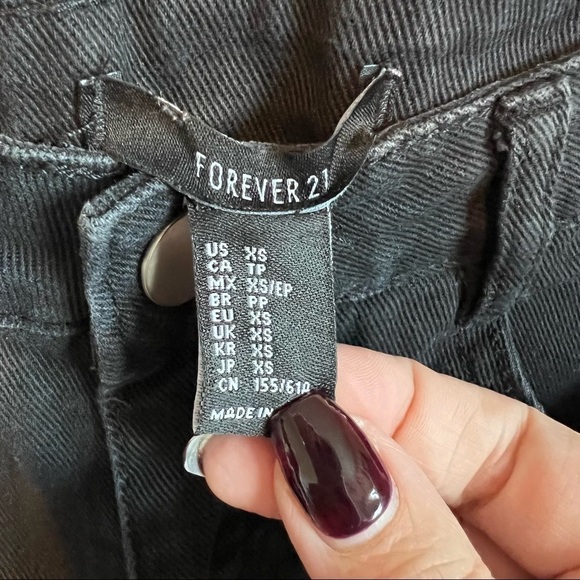 FOREVER 21
US XS
CA TP
MX XS/EP
BR PP
EU XS
UK XS
KR XS
JP XS
CN 155/61A
MADE IN